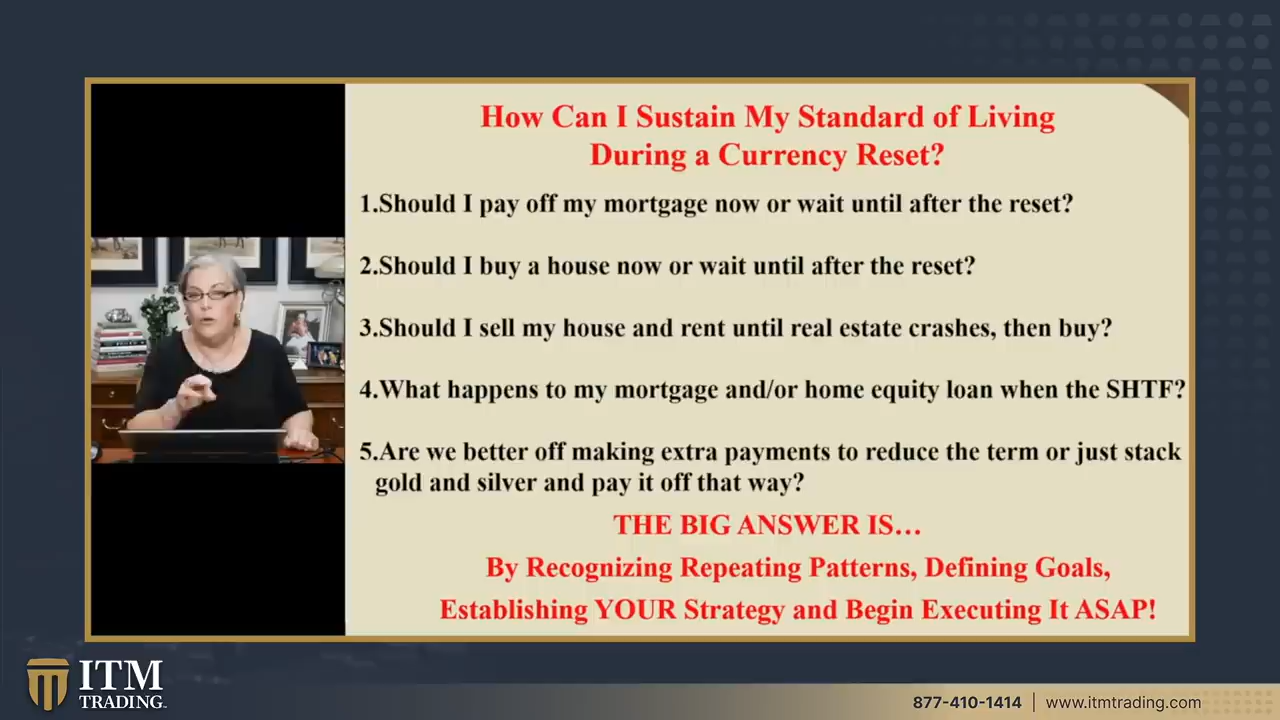 How Can I Sustain My Standard of Living
During a Currency Reset?
1.Should I pay off my mortgage now or wait until after the reset?
2.Should I buy a house now or wait until after the reset?
3.Should I sell my house and rent until real estate crashes, then buy?
4.What happens to my mortgage and/or home equity loan when the SHTF?
5.Are we better off making extra payments to reduce the term or just stack
gold and silver and pay it off that way?
THE BIG ANSWER IS…
By Recognizing Repeating Patterns, Defining Goals,
Establishing YOUR Strategy and Begin Executing It ASAP!
ITM
TRADING
877-410-1414 | www.itmtrading.com